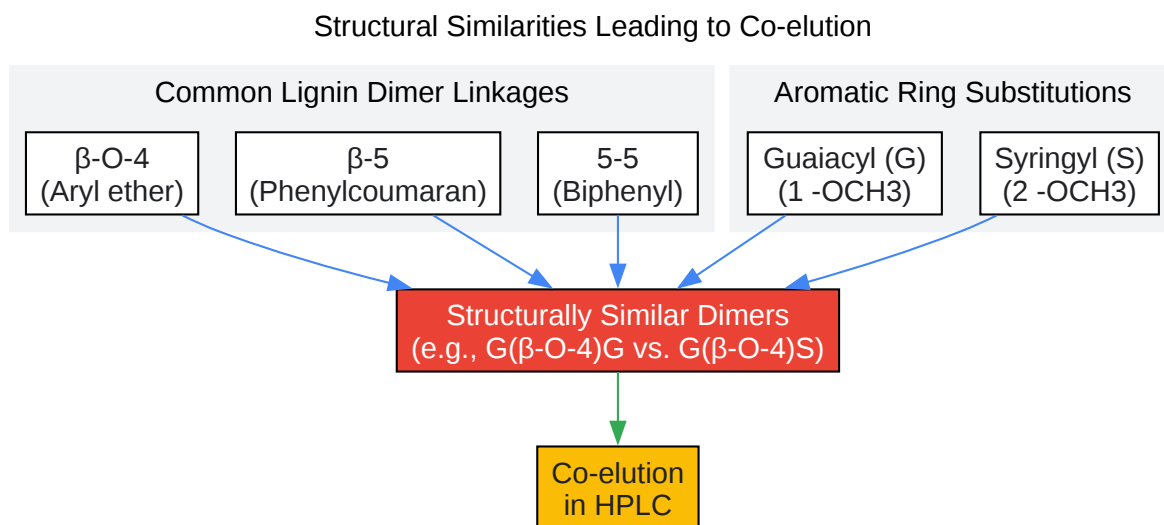 Structural Similarities Leading to Co-elution
Common Lignin Dimer Linkages
Aromatic Ring Substitutions
β-O-4
(Aryl ether)
β-5
(Phenylcoumaran)
5-5
(Biphenyl)
Guaiacyl (G)
(1 -OCH3)
Syringyl (S)
(2 -OCH3)
Structurally Similar Dimers
(e.g., G(β-O-4)G vs. G(β-O-4)S)
Co-elution
in HPLC